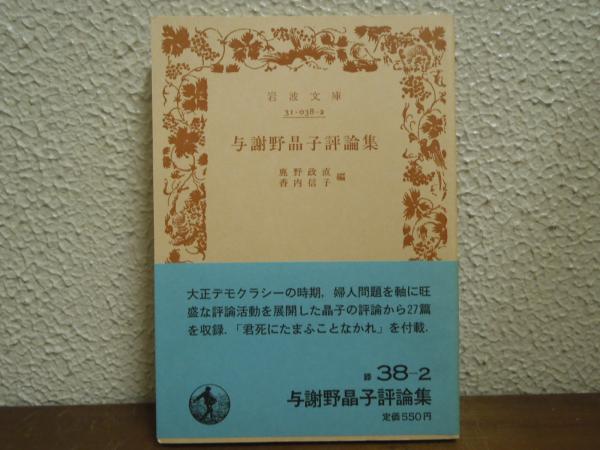 岩波文庫
31-038-2
与謝野晶子評論集
鹿野政直
香内信子
編
大正デモクラシーの時期，婦人問題を軸に旺
盛な評論活動を展開した晶子の評論から27篇
を収録．「君死にたまふことなかれ」を付載．
38-2
与謝野晶子評論集
定価550円